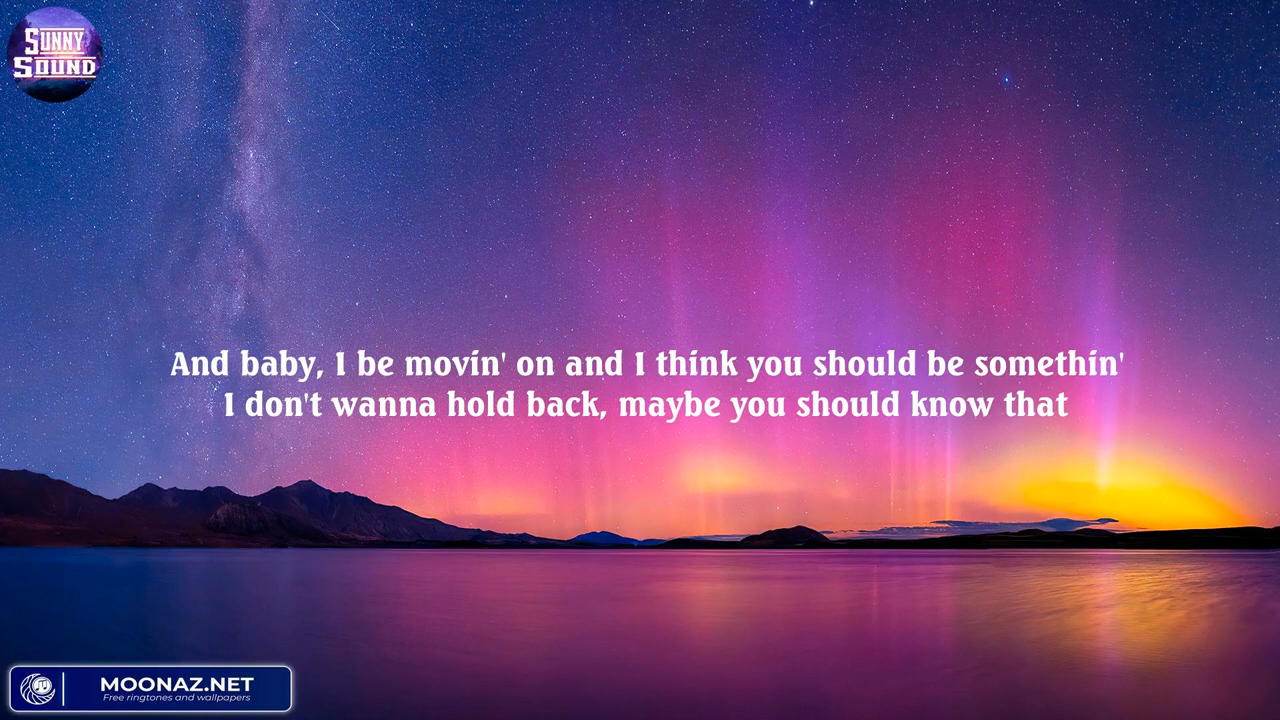 SUNNY
SOUND
And baby, I be movin' on and I think you should be somethin'
I don't wanna hold back, maybe you should know that
MOONAZ.NET
Free ringtones and wallpapers